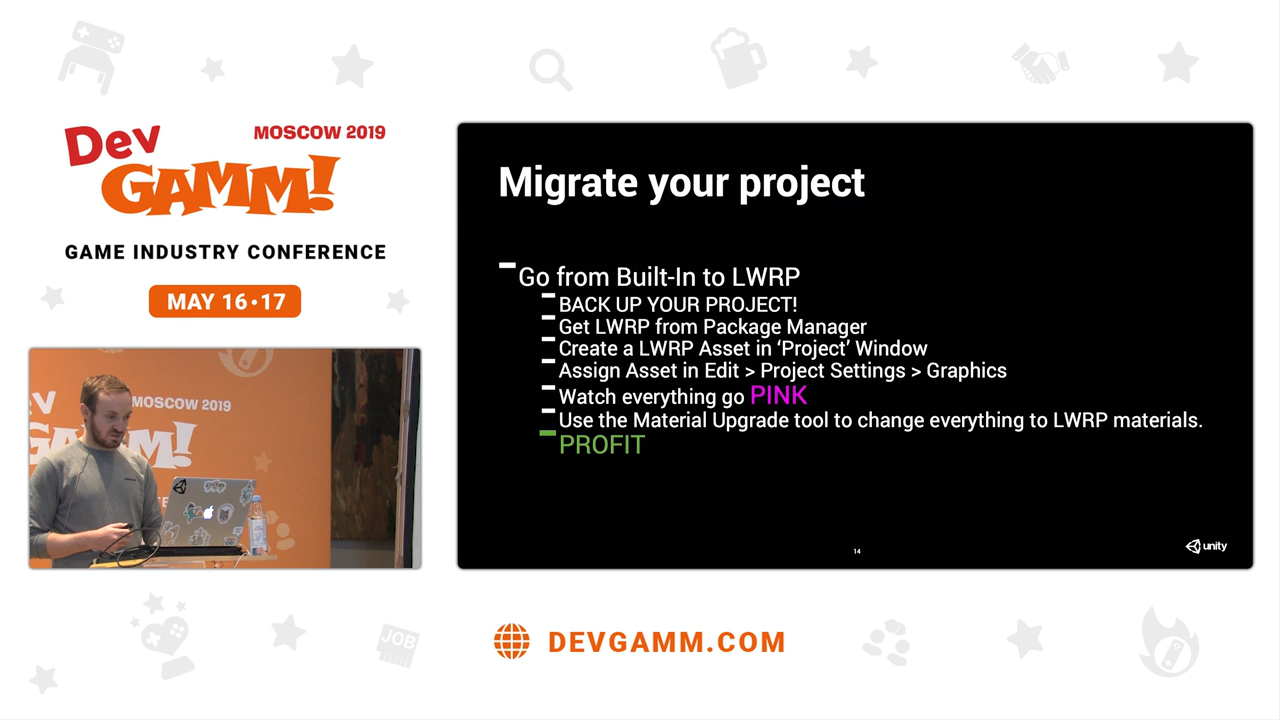 Dev
GAMM!
MOSCOW 2019
GAME INDUSTRY CONFERENCE
MAY 16•17
ev
MOSCOW 2019
GAMM!
Migrate your project
Go from Built-In to LWRP
BACK UP YOUR PROJECT!
Get LWRP from Package Manager
Create a LWRP Asset in ‘Project’ Window
Assign Asset in Edit > Project Settings > Graphics
Watch everything go PINK
Use the Material Upgrade tool to change everything to LWRP materials.
PROFIT
14
unity
JOB
DEVGAMM.COM